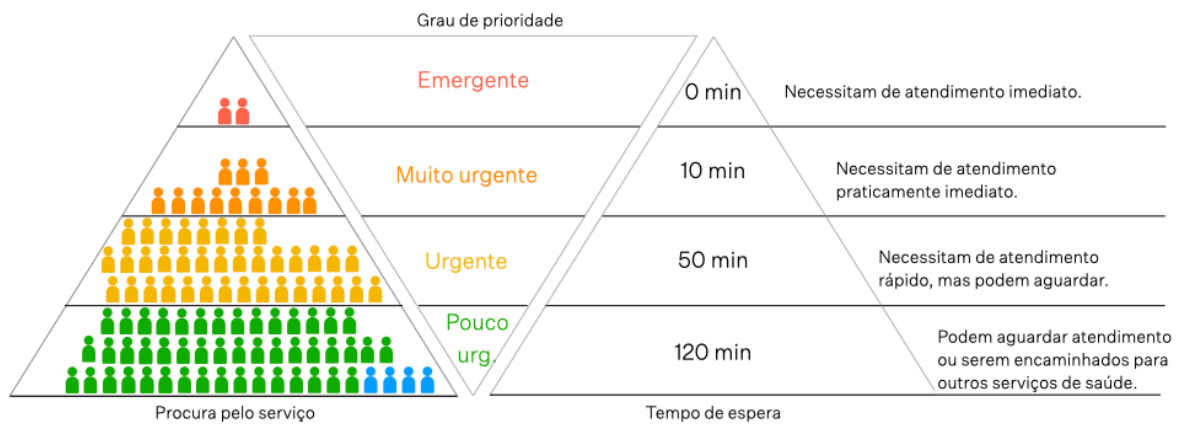 Grau de prioridade
Emergente
0 min
Necessitam de atendimento imediato.
Muito urgente
10 min
Necessitam de atendimento
praticamente imediato.
Urgente
50 min
Necessitam de atendimento
rápido, mas podem aguardar.
Pouco
urg.
120 min
Podem aguardar atendimento
ou serem encaminhados para
outros serviços de saúde.
Procura pelo serviço
Tempo de espera